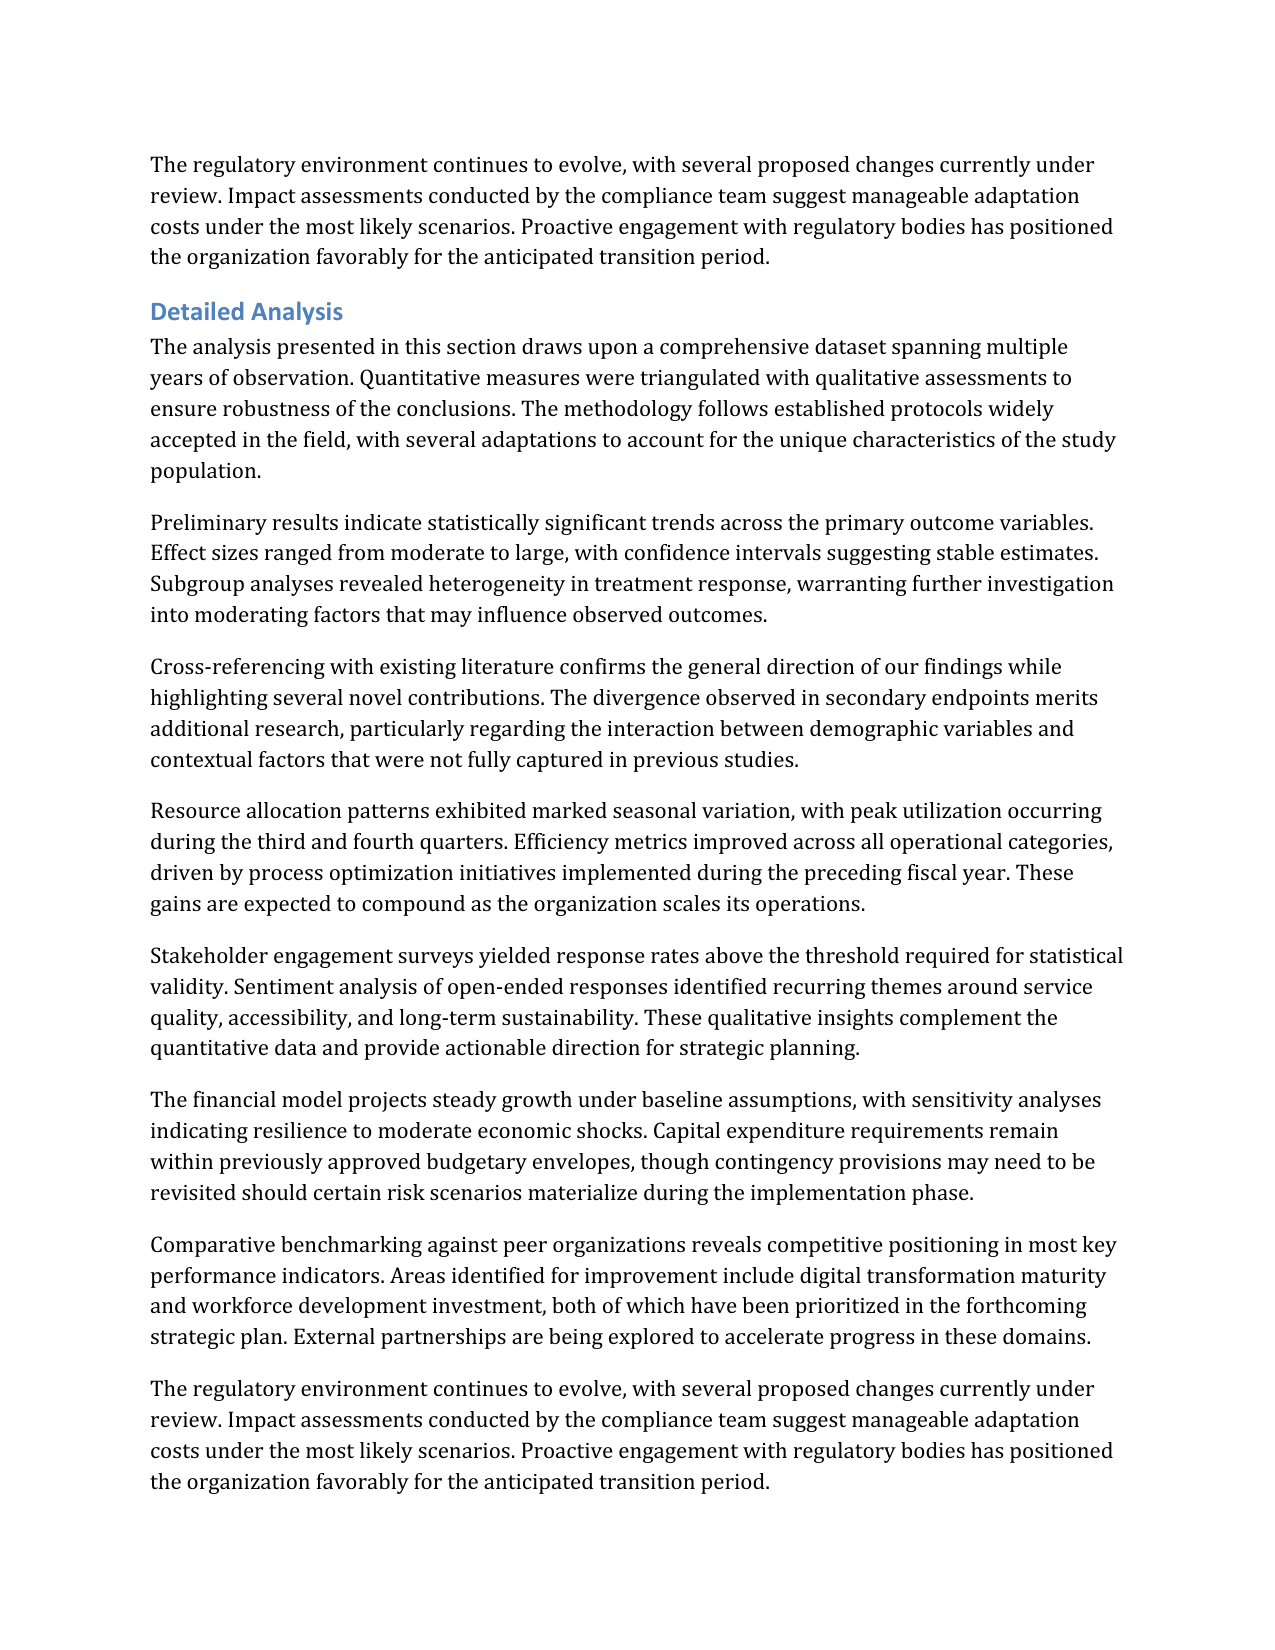 The regulatory environment continues to evolve, with several proposed changes currently under
review. Impact assessments conducted by the compliance team suggest manageable adaptation
costs under the most likely scenarios. Proactive engagement with regulatory bodies has positioned
the organization favorably for the anticipated transition period.
Detailed Analysis
The analysis presented in this section draws upon a comprehensive dataset spanning multiple
years of observation. Quantitative measures were triangulated with qualitative assessments to
ensure robustness of the conclusions. The methodology follows established protocols widely
accepted in the field, with several adaptations to account for the unique characteristics of the study
population.
Preliminary results indicate statistically significant trends across the primary outcome variables.
Effect sizes ranged from moderate to large, with confidence intervals suggesting stable estimates.
Subgroup analyses revealed heterogeneity in treatment response, warranting further investigation
into moderating factors that may influence observed outcomes.
Cross-referencing with existing literature confirms the general direction of our findings while
highlighting several novel contributions. The divergence observed in secondary endpoints merits
additional research, particularly regarding the interaction between demographic variables and
contextual factors that were not fully captured in previous studies.
Resource allocation patterns exhibited marked seasonal variation, with peak utilization occurring
during the third and fourth quarters. Efficiency metrics improved across all operational categories,
driven by process optimization initiatives implemented during the preceding fiscal year. These
gains are expected to compound as the organization scales its operations.
Stakeholder engagement surveys yielded response rates above the threshold required for statistical
validity. Sentiment analysis of open-ended responses identified recurring themes around service
quality, accessibility, and long-term sustainability. These qualitative insights complement the
quantitative data and provide actionable direction for strategic planning.
The financial model projects steady growth under baseline assumptions, with sensitivity analyses
indicating resilience to moderate economic shocks. Capital expenditure requirements remain
within previously approved budgetary envelopes, though contingency provisions may need to be
revisited should certain risk scenarios materialize during the implementation phase.
Comparative benchmarking against peer organizations reveals competitive positioning in most key
performance indicators. Areas identified for improvement include digital transformation maturity
and workforce development investment, both of which have been prioritized in the forthcoming
strategic plan. External partnerships are being explored to accelerate progress in these domains.
The regulatory environment continues to evolve, with several proposed changes currently under
review. Impact assessments conducted by the compliance team suggest manageable adaptation
costs under the most likely scenarios. Proactive engagement with regulatory bodies has positioned
the organization favorably for the anticipated transition period.